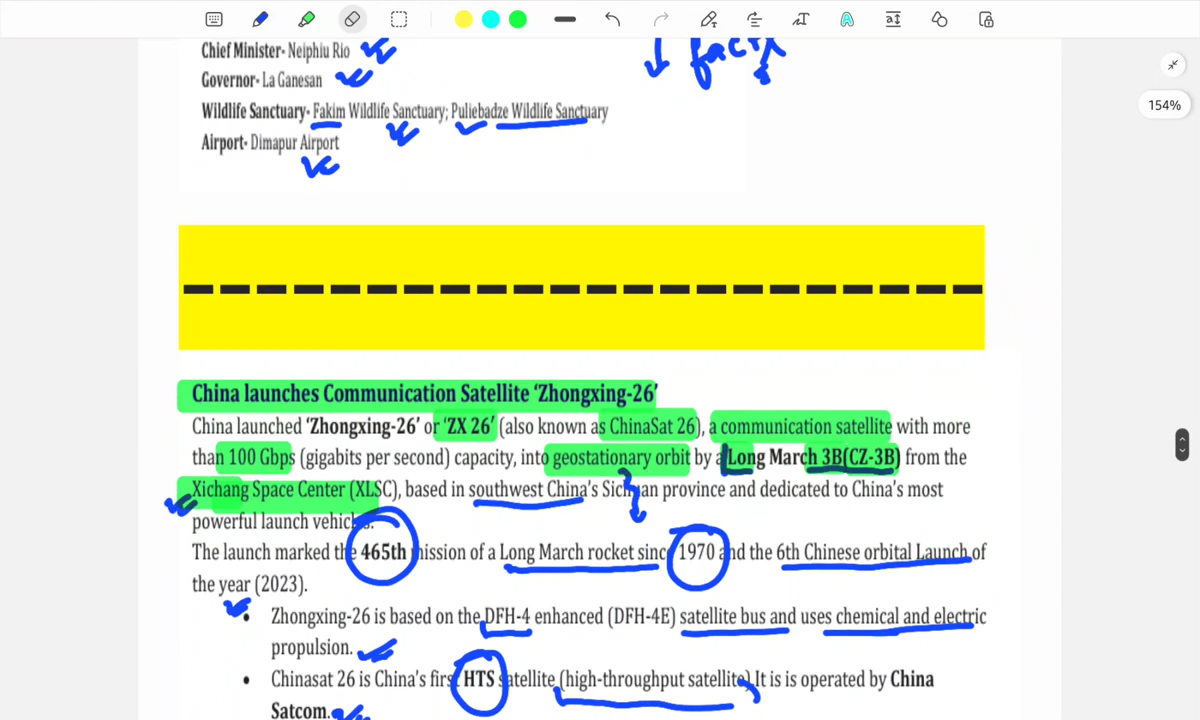 fact
Chief Minister- Neiphiu Rio
Governor- La Ganesan
154%
Wildlife Sanctuary- Fakim Wildlife Sanctuary; Puliebadze Wildlife Sanctuary
Airport- Dimapur Airport
China launches Communication Satellite ‘Zhongxing-26’
China launched ‘Zhongxing-26’ or ‘ZX 26’ (also known as ChinaSat 26), a communication satellite with more
than 100 Gbps (gigabits per second) capacity, into geostationary orbit by a Long March 3B(CZ-3B) from the
Xichang Space Center (XLSC), based in southwest China’s Sichuan province and dedicated to China’s most
powerful launch vehicles.
The launch marked the 465th mission of a Long March rocket since 1970 and the 6th Chinese orbital Launch of
the year (2023).
• Zhongxing-26 is based on the DFH-4 enhanced (DFH-4E) satellite bus and uses chemical and electric
propulsion.
• Chinasat 26 is China’s first HTS satellite (high-throughput satellite).It is is operated by China
Satcom.